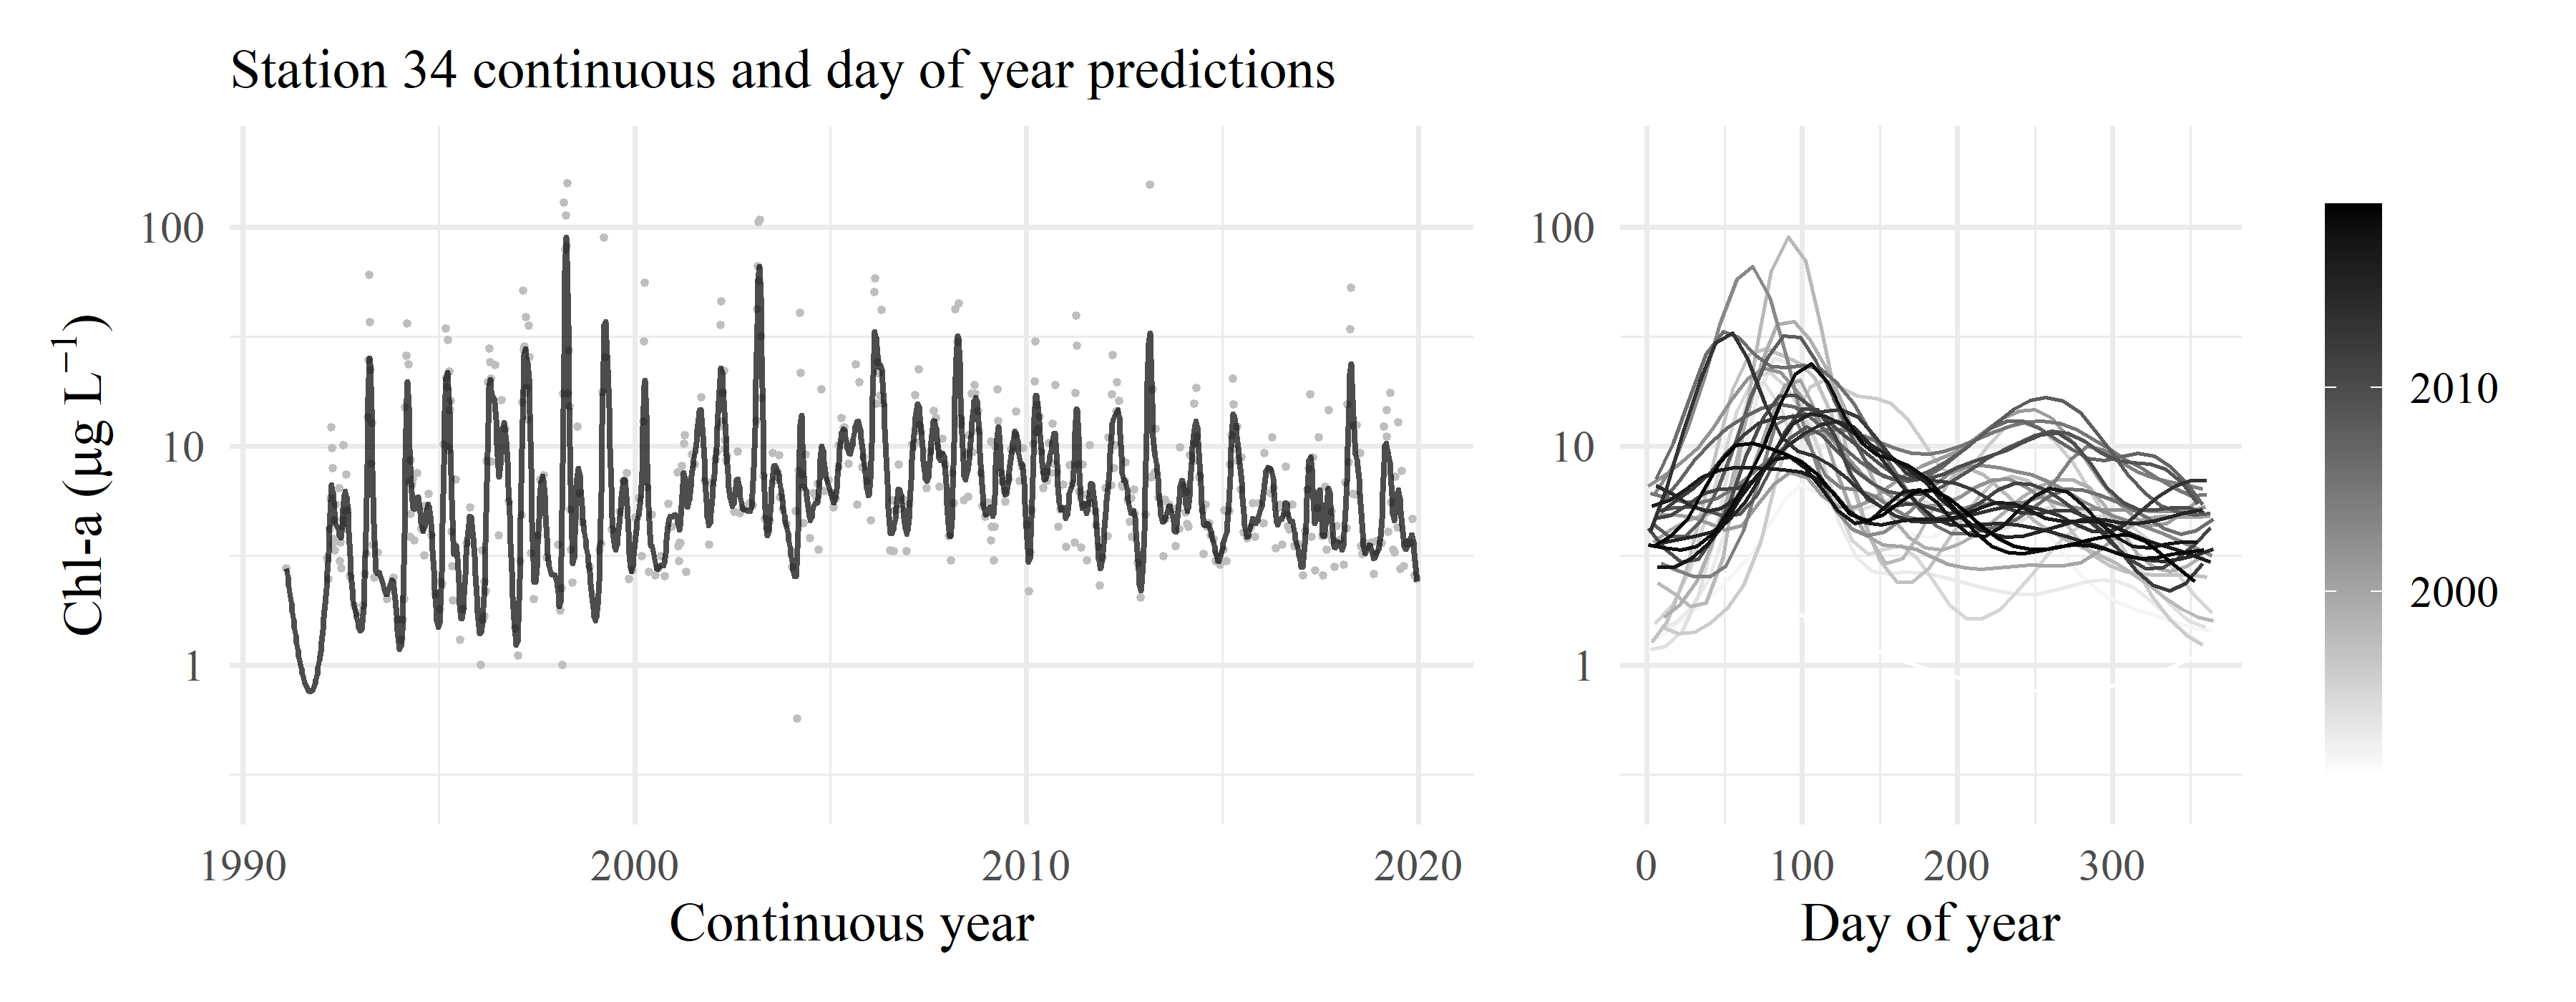 Station 34 continuous and day of year predictions
Chl-a (μg L⁻¹)
100
10
1
1990 2000 2010 2020
Continuous year
100
10
1
0 100 200 300
Day of year
2010
2000